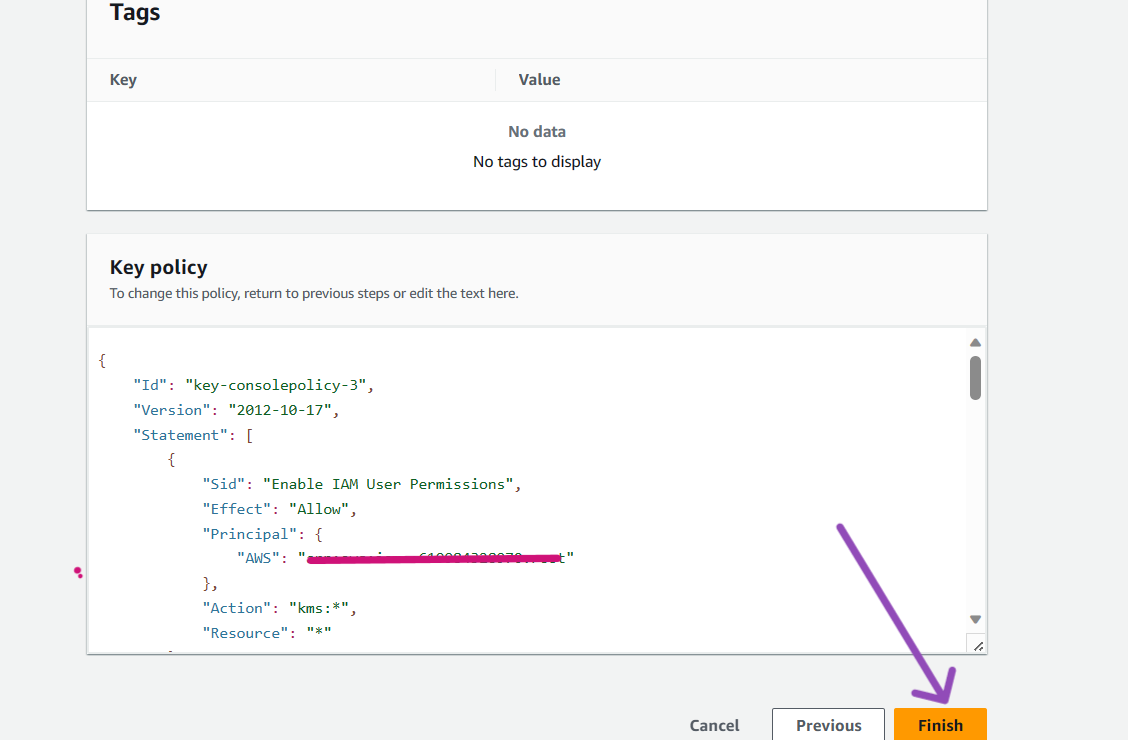 Tags
Key Value
No data
No tags to display
Key policy
To change this policy, return to previous steps or edit the text here.
{
"Id": "key-consolepolicy-3",
"Version": "2012-10-17",
"Statement": [
{
"Sid": "Enable IAM User Permissions",
"Effect": "Allow",
"Principal": {
"AWS": "
},
"Action": "kms:*",
"Resource": "*"
Cancel Previous Finish